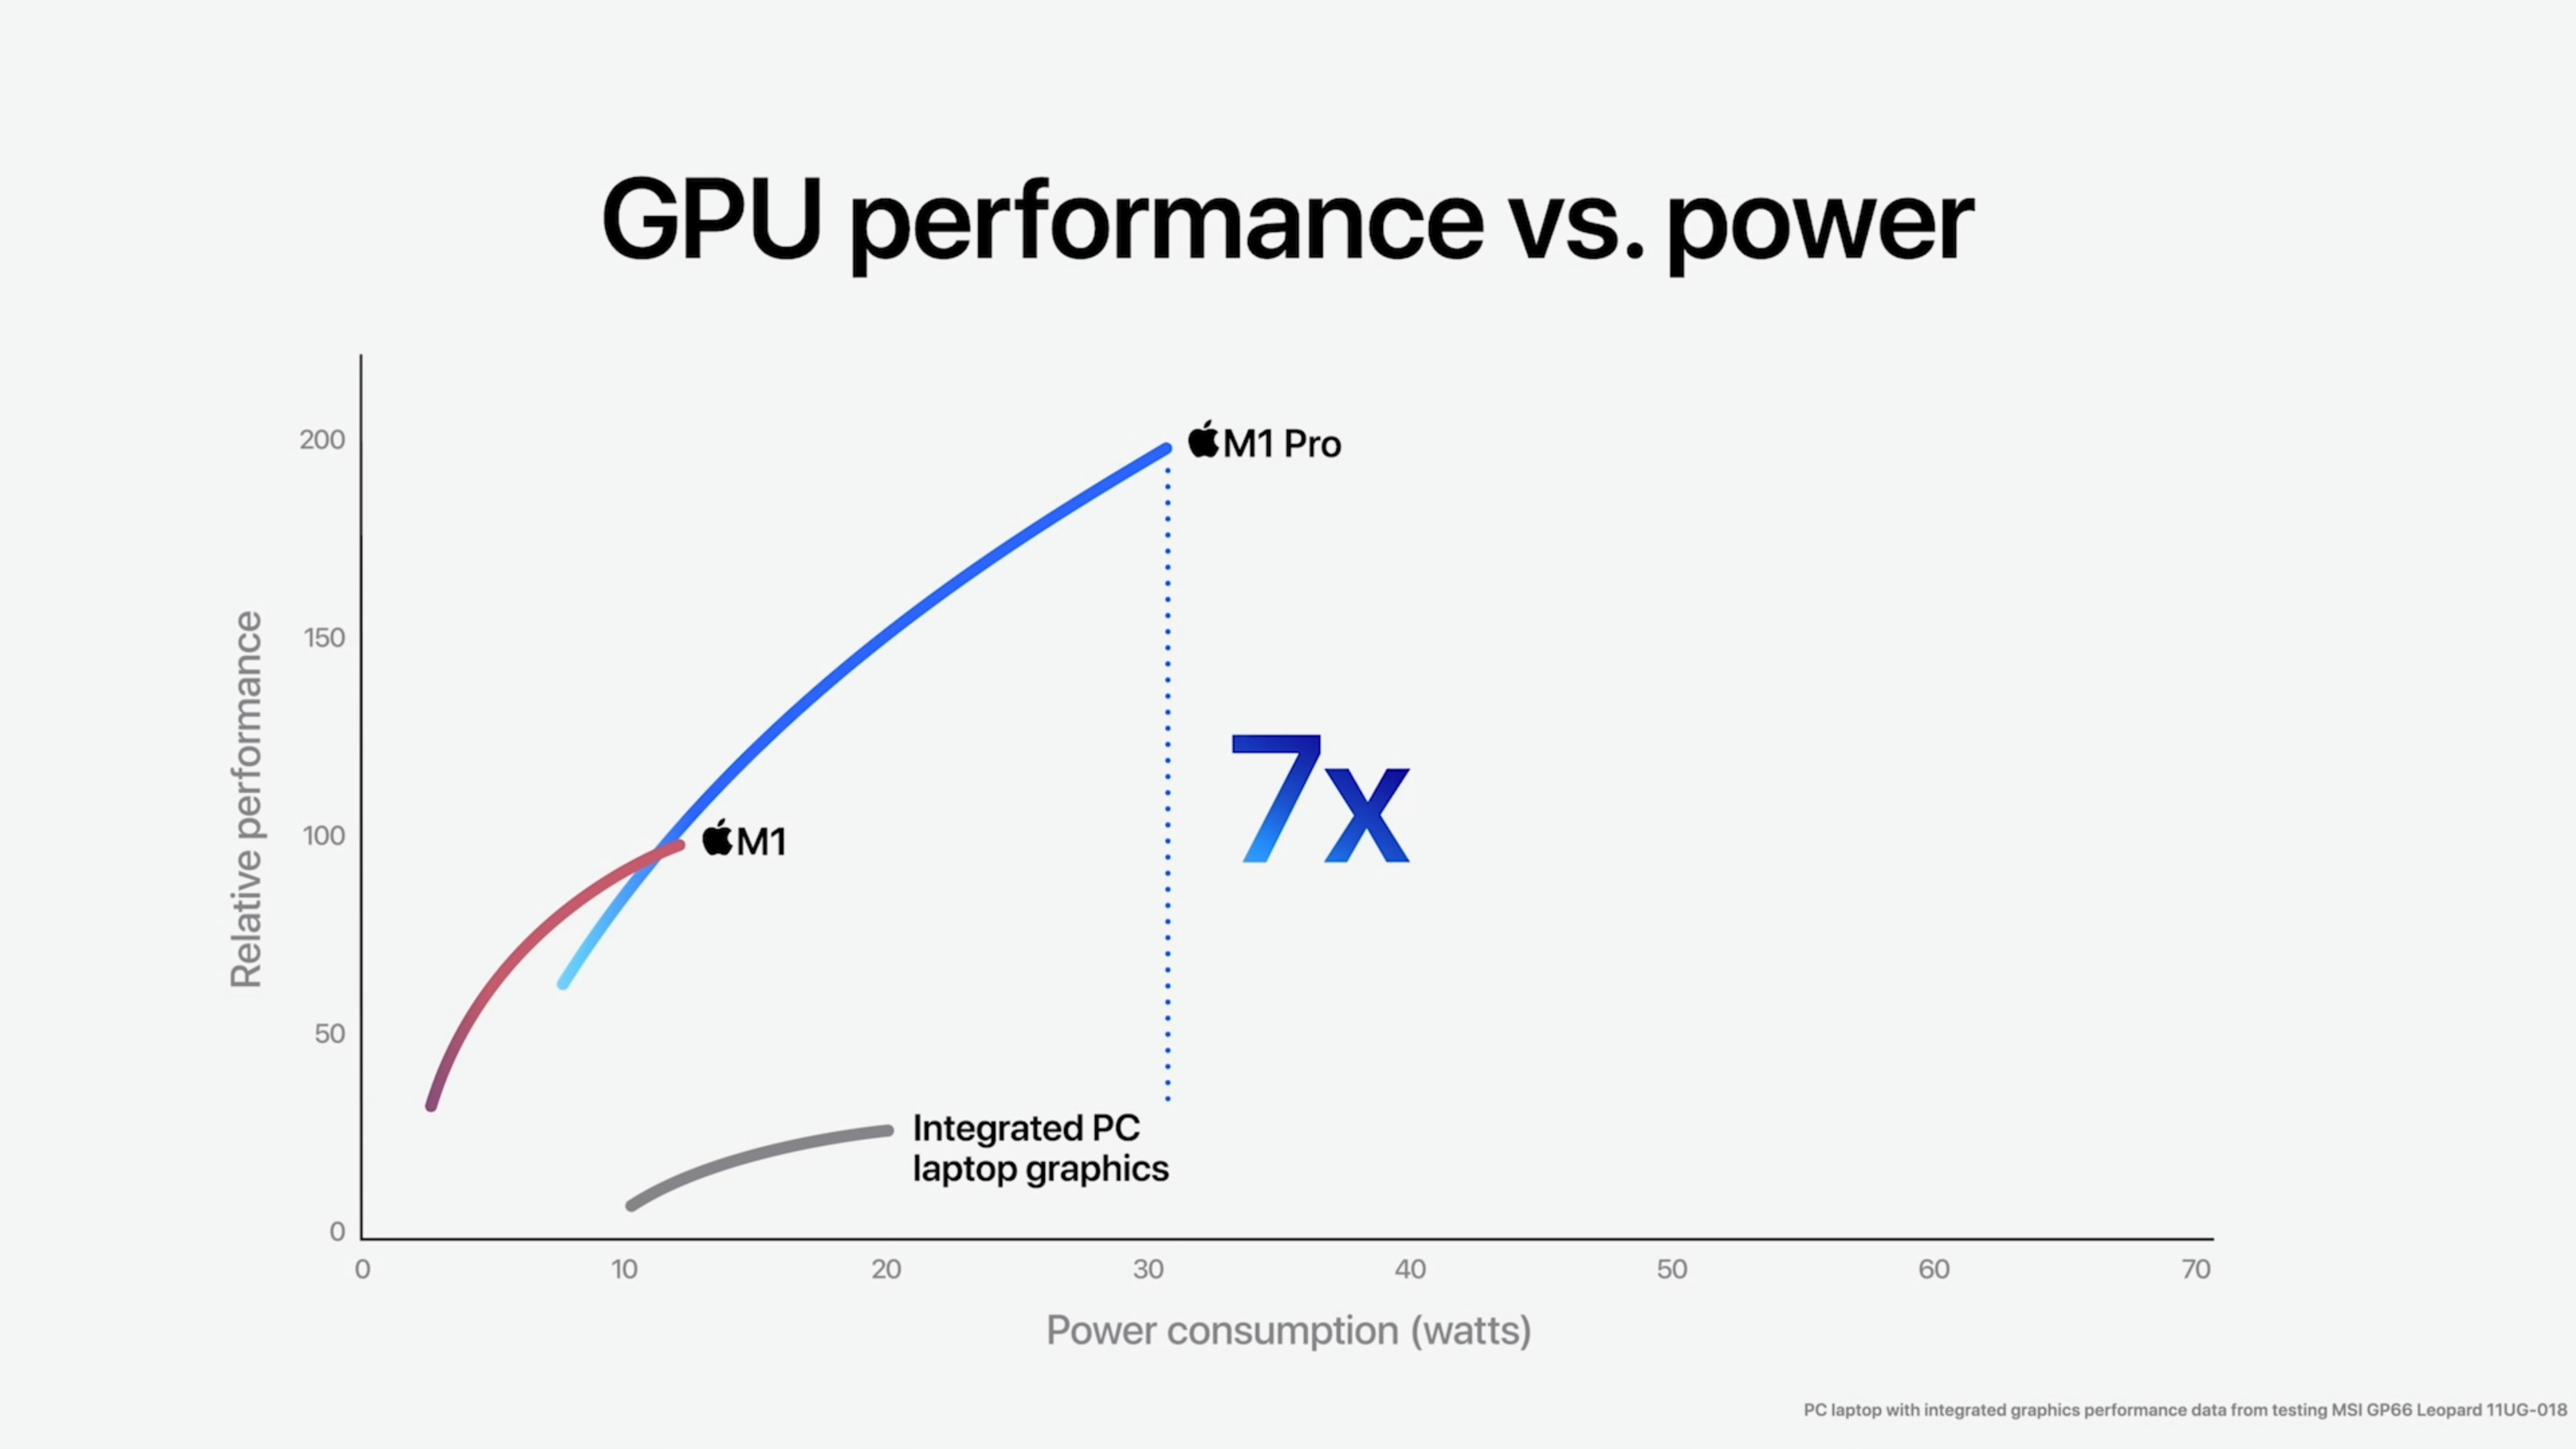 GPU performance vs. power
Relative performance
200
150
100
50
0
M1 Pro
7x
M1
Integrated PC
laptop graphics
0 10 20 30 40 50 60 70
Power consumption (watts)
PC laptop with integrated graphics performance data from testing MSI GP66 Leopard 11UG-018